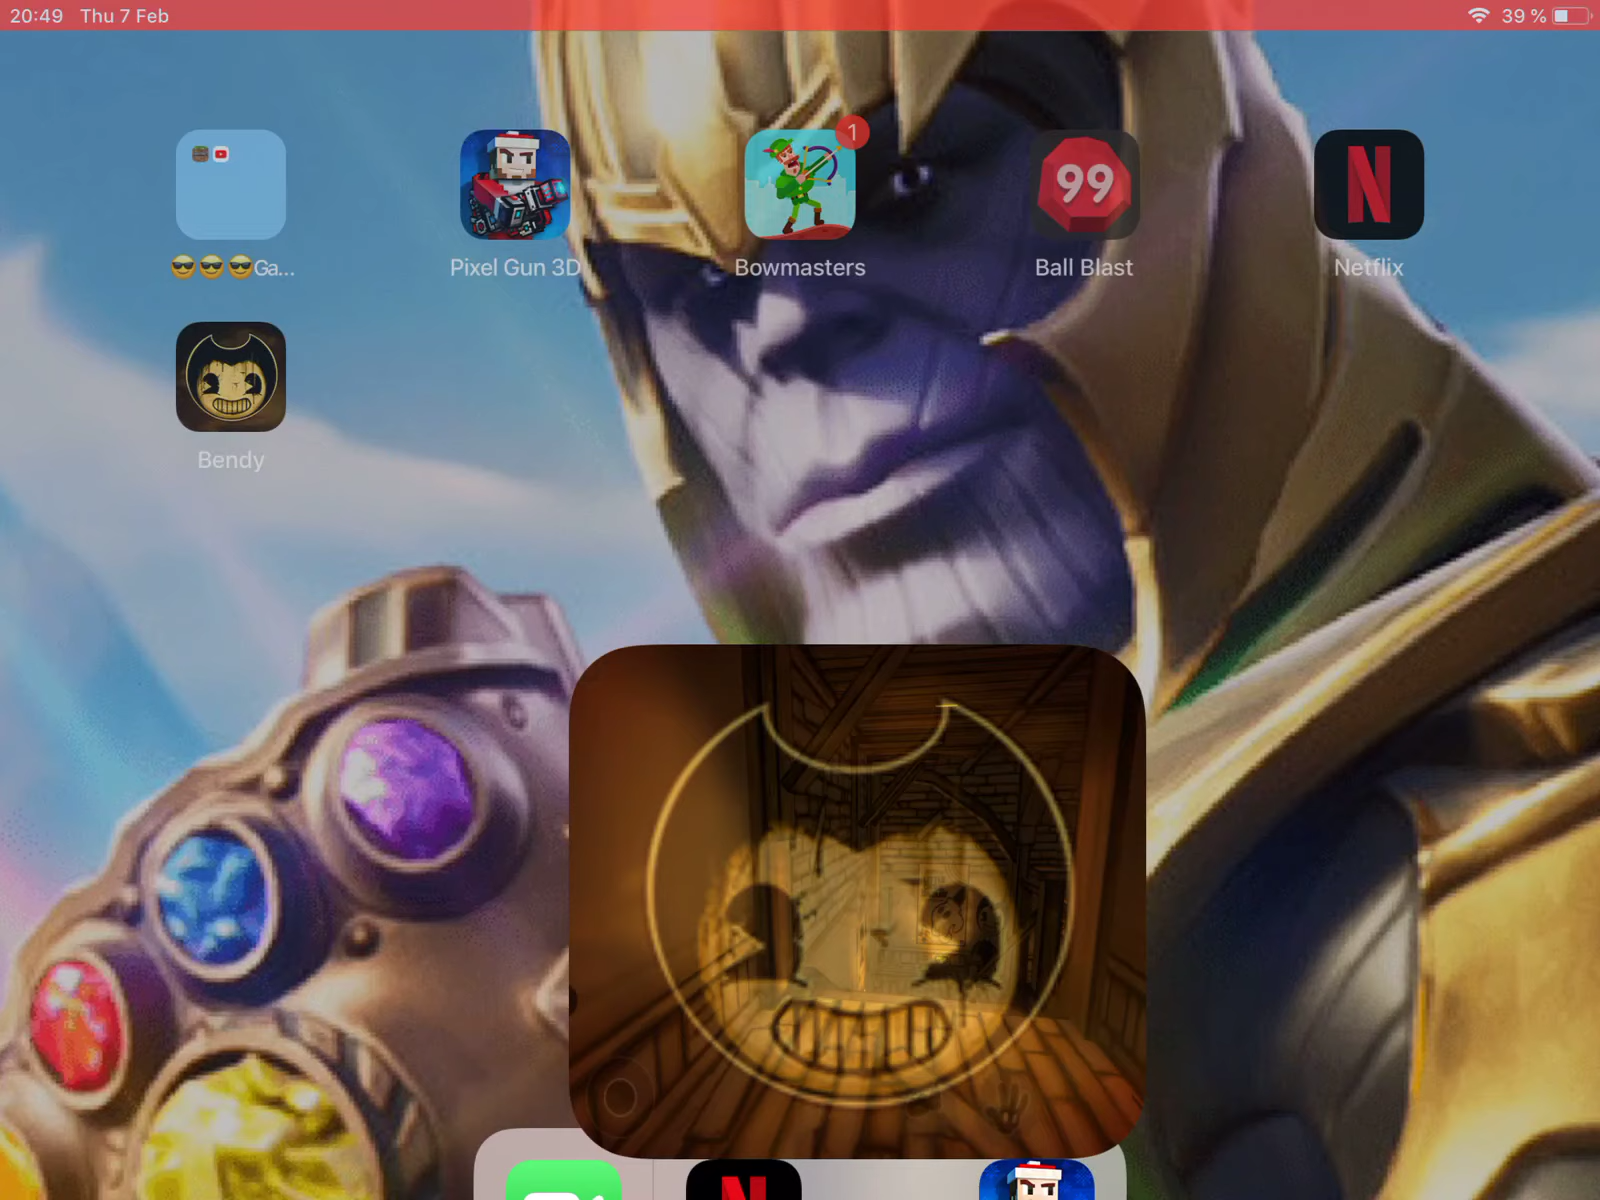 20:49 Thu 7 Feb
39 %
1
99
N
😎😎😎Ga...
Pixel Gun 3D
Bowmasters
Ball Blast
Netflix
Bendy
N